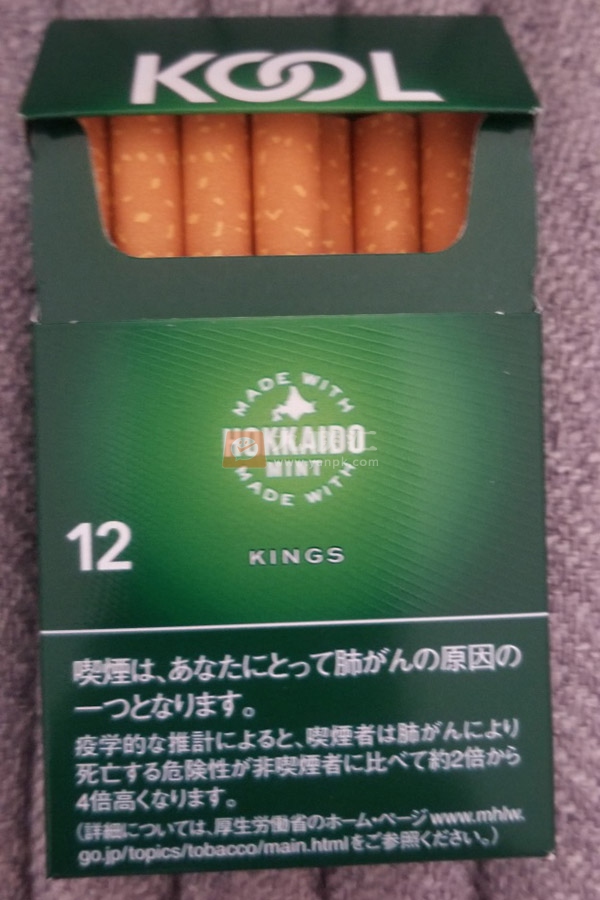 KOOL
MADE WITH
HOKKAIDO
MINT
www.yanpk.com
MADE WITH
12
KINGS
喫煙は、あなたにとって肺がんの原因の
一つとなります。
疫学的な推計によると、喫煙者は肺がんにより
死亡する危険性が非喫煙者に比べて約2倍から
4倍高くなります。
(詳細については、厚生労働省のホーム・ページwww.mhlw.
go.jp/topics/tobacco/main.htmlをご参照ください。)